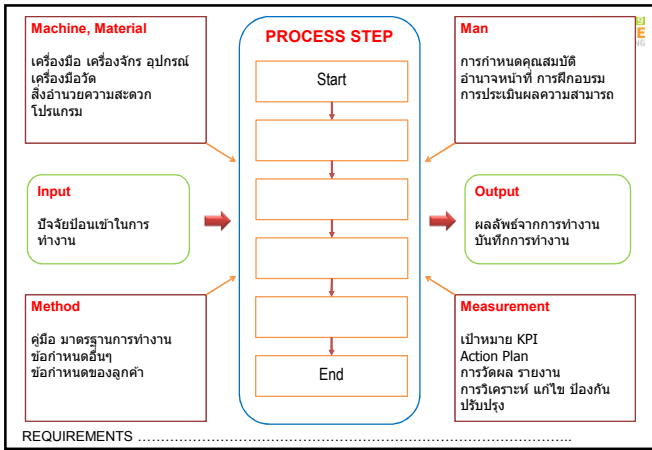 Machine, Material
เครื่องมือ เครื่องจักร อุปกรณ์
เครื่องมือวัด
สิ่งอำนวยความสะดวก
โปรแกรม
PROCESS STEP
Start
End
Man
การกำหนดคุณสมบัติ
อำนาจหน้าที่ การฝึกอบรม
การประเมินผลความสามารถ
Input
ปัจจัยป้อนเข้าในการ
ทำงาน
Output
ผลลัพธ์จากการทำงาน
บันทึกการทำงาน
Method
คู่มือ มาตรฐานการทำงาน
ข้อกำหนดอื่นๆ
ข้อกำหนดของลูกค้า
Measurement
เป้าหมาย KPI
Action Plan
การวัดผล รายงาน
การวิเคราะห์ แก้ไข ป้องกัน
ปรับปรุง
REQUIREMENTS ……………………………………………………………………………..